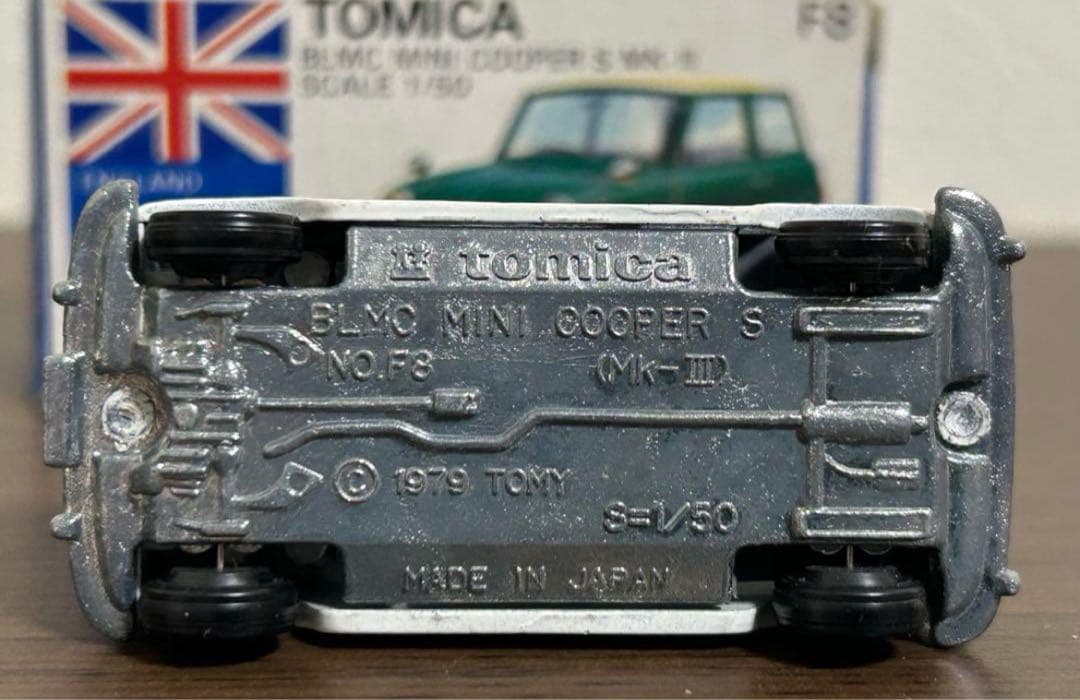 TOMICA
F8
BLMC MINI COOPER S MK-III
SCALE 1/50
ENGLAND
tomica
BLMC MINI COOPER S
NO.F8 (Mk-III)
© 1979 TOMY
S=1/50
MADE IN JAPAN